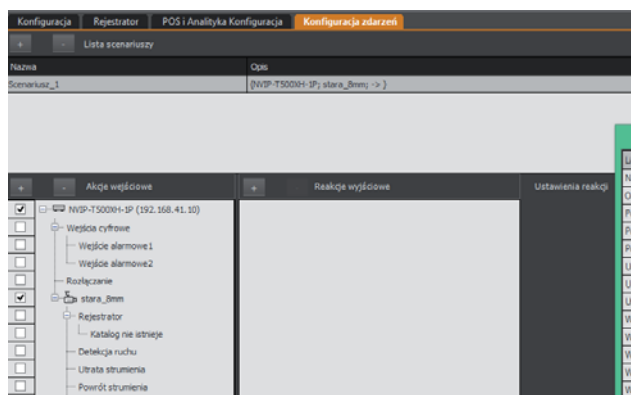 Konfiguracja Rejestrator POS i Analityka Konfiguracja Konfiguracja zdarzeń
+ - Lista scenariuszy
Nazwa Opis
Scenariusz_1 {NVIP-T500XH-1P; stara_8mm; -> }
+ - Akcje wejściowe + - Reakcje wyjściowe Ustawienia reakcji
NVIP-T500XH-1P (192.168.41.10)
Wejścia cyfrowe
Wejście alarmowe1
Wejście alarmowe2
Rozłączanie
stara_8mm
Rejestrator
Katalog nie istnieje
Detekcja ruchu
Utrata strumienia
Powrót strumienia